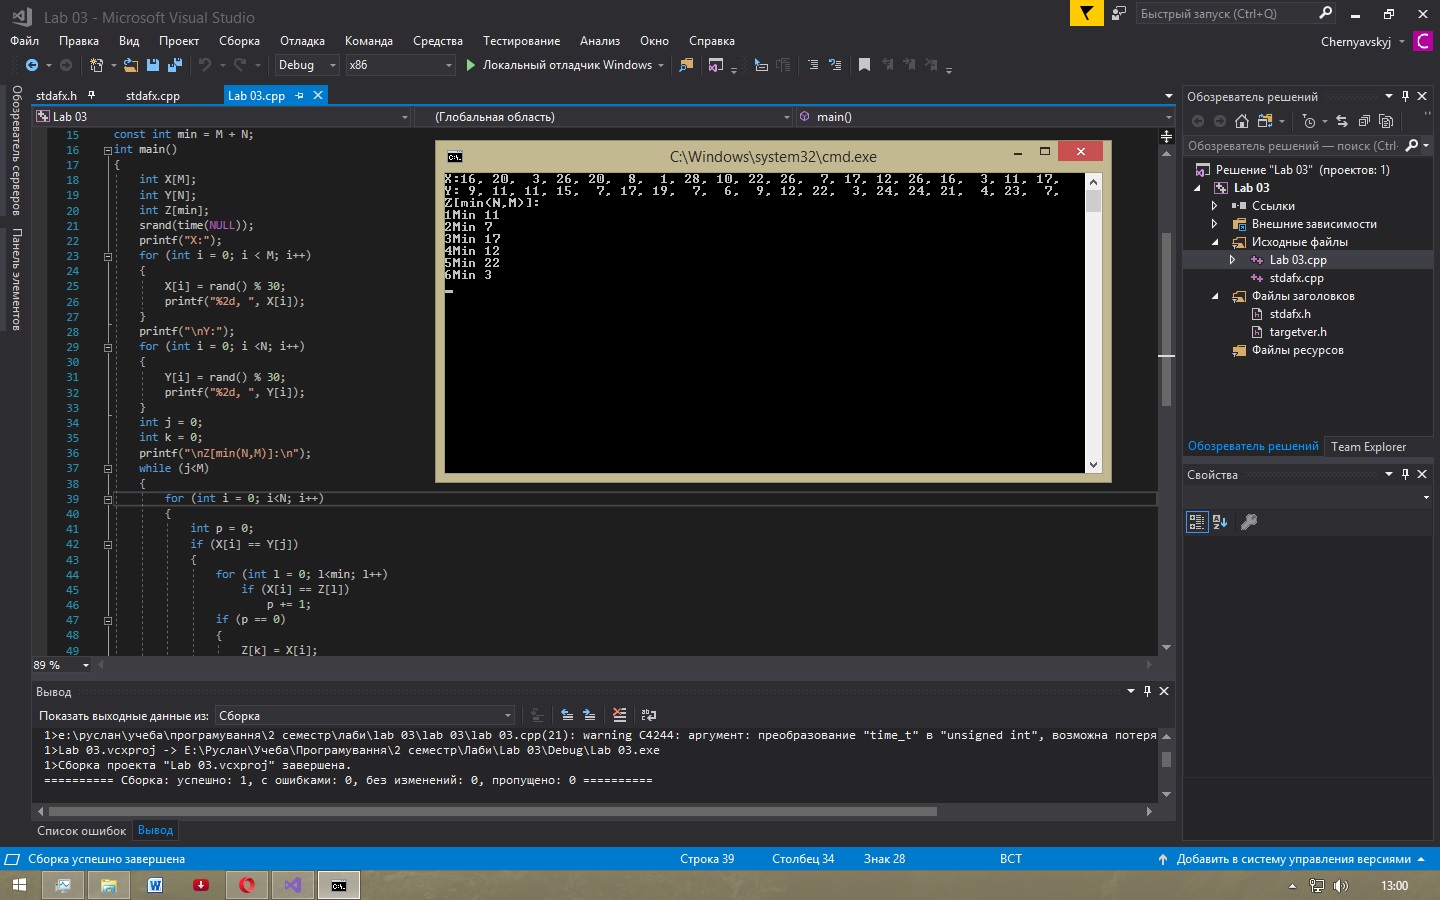 Lab 03 - Microsoft Visual Studio
Быстрый запуск (Ctrl+Q)
Файл Правка Вид Проект Сборка Отладка Команда Средства Тестирование Анализ Окно Справка
Chernyavskyj C
Debug x86 Локальный отладчик Windows
Обозреватель серверов
Панель элементов
stdafx.h stdafx.cpp Lab 03.cpp
Lab 03 (Глобальная область) main()
15 const int min = M + N;
16 int main()
17 {
18 int X[M];
19 int Y[N];
20 int Z[min];
21 srand(time(NULL));
22 printf("X:");
23 for (int i = 0; i < M; i++)
24 {
25 X[i] = rand() % 30;
26 printf("%2d, ", X[i]);
27 }
28 printf("\nY:");
29 for (int i = 0; i <N; i++)
30 {
31 Y[i] = rand() % 30;
32 printf("%2d, ", Y[i]);
33 }
34 int j = 0;
35 int k = 0;
36 printf("\nZ[min(N,M)]:\n");
37 while (j<M)
38 {
39 for (int i = 0; i<N; i++)
40 {
41 int p = 0;
42 if (X[i] == Y[j])
43 {
44 for (int l = 0; l<min; l++)
45 if (X[i] == Z[l])
46 p += 1;
47 if (p == 0)
48 {
49 Z[k] = X[i];
89 %
C:\Windows\system32\cmd.exe
X:16, 20,  3, 26, 20,  8,  1, 28, 10, 22, 26,  7, 17, 12, 26, 16,  3, 11, 17,
Y: 9, 11, 11, 15,  7, 17, 19,  7,  6,  9, 12, 22,  3, 24, 24, 21,  4, 23,  7,
Z[min(N,M)]:
1Min 11
2Min 7
3Min 17
4Min 12
5Min 22
6Min 3
Обозреватель решений
Обозреватель решений — поиск (Ctrl-
Решение "Lab 03" (проектов: 1)
Lab 03
Ссылки
Внешние зависимости
Исходные файлы
Lab 03.cpp
stdafx.cpp
Файлы заголовков
stdafx.h
targetver.h
Файлы ресурсов
Обозреватель решений Team Explorer
Свойства
Вывод
Показать выходные данные из: Сборка
1>e:\руслан\учеба\програмування\2 семестр\лаби\lab 03\lab 03\lab 03.cpp(21): warning C4244: аргумент: преобразование "time_t" в "unsigned int", возможна потеря
1>Lab 03.vcxproj -> E:\Руслан\Учеба\Програмування\2 семестр\Лаби\Lab 03\Debug\Lab 03.exe
1>Сборка проекта "Lab 03.vcxproj" завершена.
========== Сборка: успешно: 1, с ошибками: 0, без изменений: 0, пропущено: 0 ==========
Список ошибок Вывод
Сборка успешно завершена Строка 39 Столбец 34 Знак 28 ВСТ Добавить в систему управления версиями
13:00